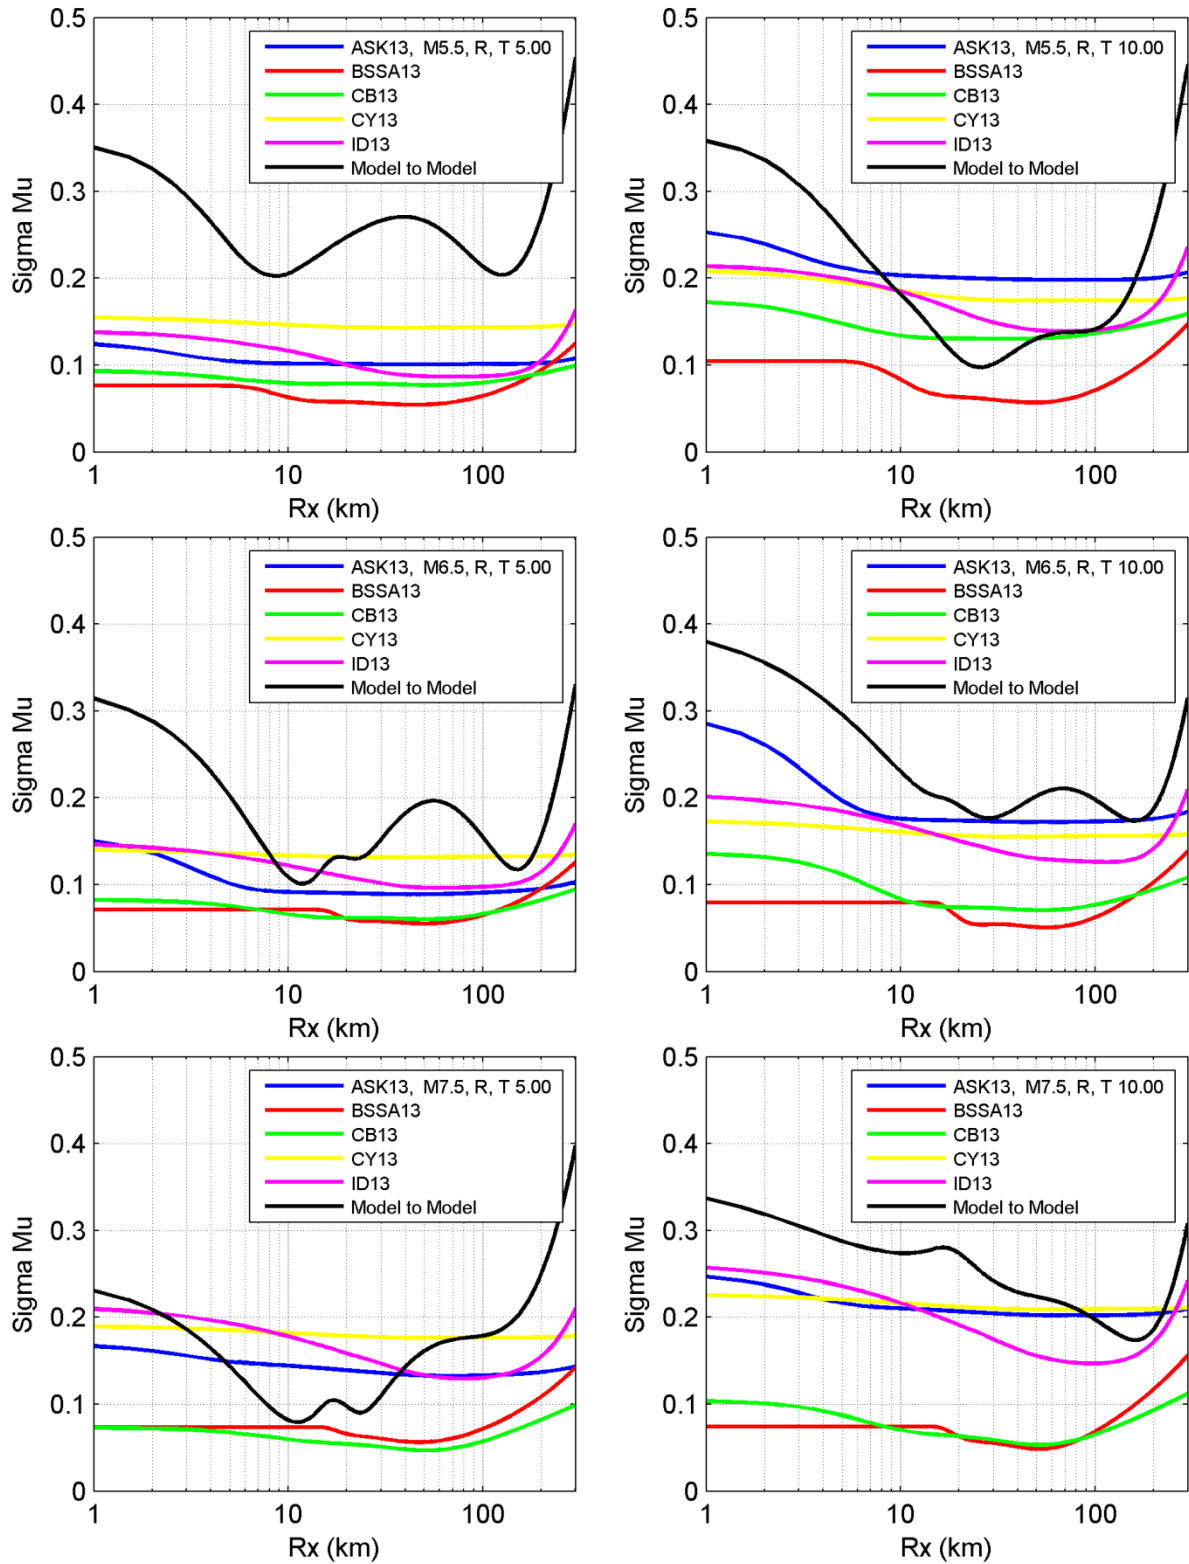 0.5
0.4
0.3
0.2
0.1
0
Sigma Mu
ASK13, M5.5, R, T 5.00
BSSA13
CB13
CY13
ID13
Model to Model
1
10
100
Rx (km)
0.5
0.4
0.3
0.2
0.1
0
Sigma Mu
ASK13, M5.5, R, T 10.00
BSSA13
CB13
CY13
ID13
Model to Model
1
10
100
Rx (km)
0.5
0.4
0.3
0.2
0.1
0
Sigma Mu
ASK13, M6.5, R, T 5.00
BSSA13
CB13
CY13
ID13
Model to Model
1
10
100
Rx (km)
0.5
0.4
0.3
0.2
0.1
0
Sigma Mu
ASK13, M6.5, R, T 10.00
BSSA13
CB13
CY13
ID13
Model to Model
1
10
100
Rx (km)
0.5
0.4
0.3
0.2
0.1
0
Sigma Mu
ASK13, M7.5, R, T 5.00
BSSA13
CB13
CY13
ID13
Model to Model
1
10
100
Rx (km)
0.5
0.4
0.3
0.2
0.1
0
Sigma Mu
ASK13, M7.5, R, T 10.00
BSSA13
CB13
CY13
ID13
Model to Model
1
10
100
Rx (km)